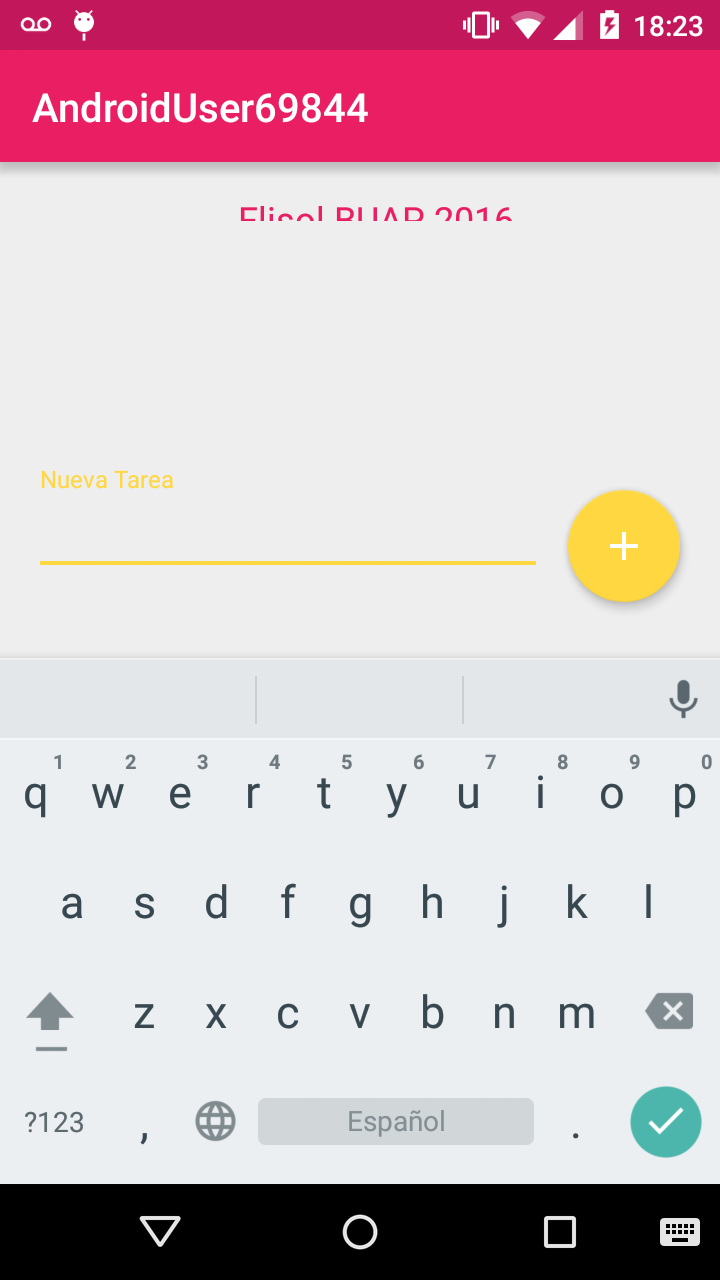 18:23
AndroidUser69844
Flisol BUAP 2016
Nueva Tarea
1 2 3 4 5 6 7 8 9 0
q w e r t y u i o p
a s d f g h j k l
z x c v b n m
?123 , Español .